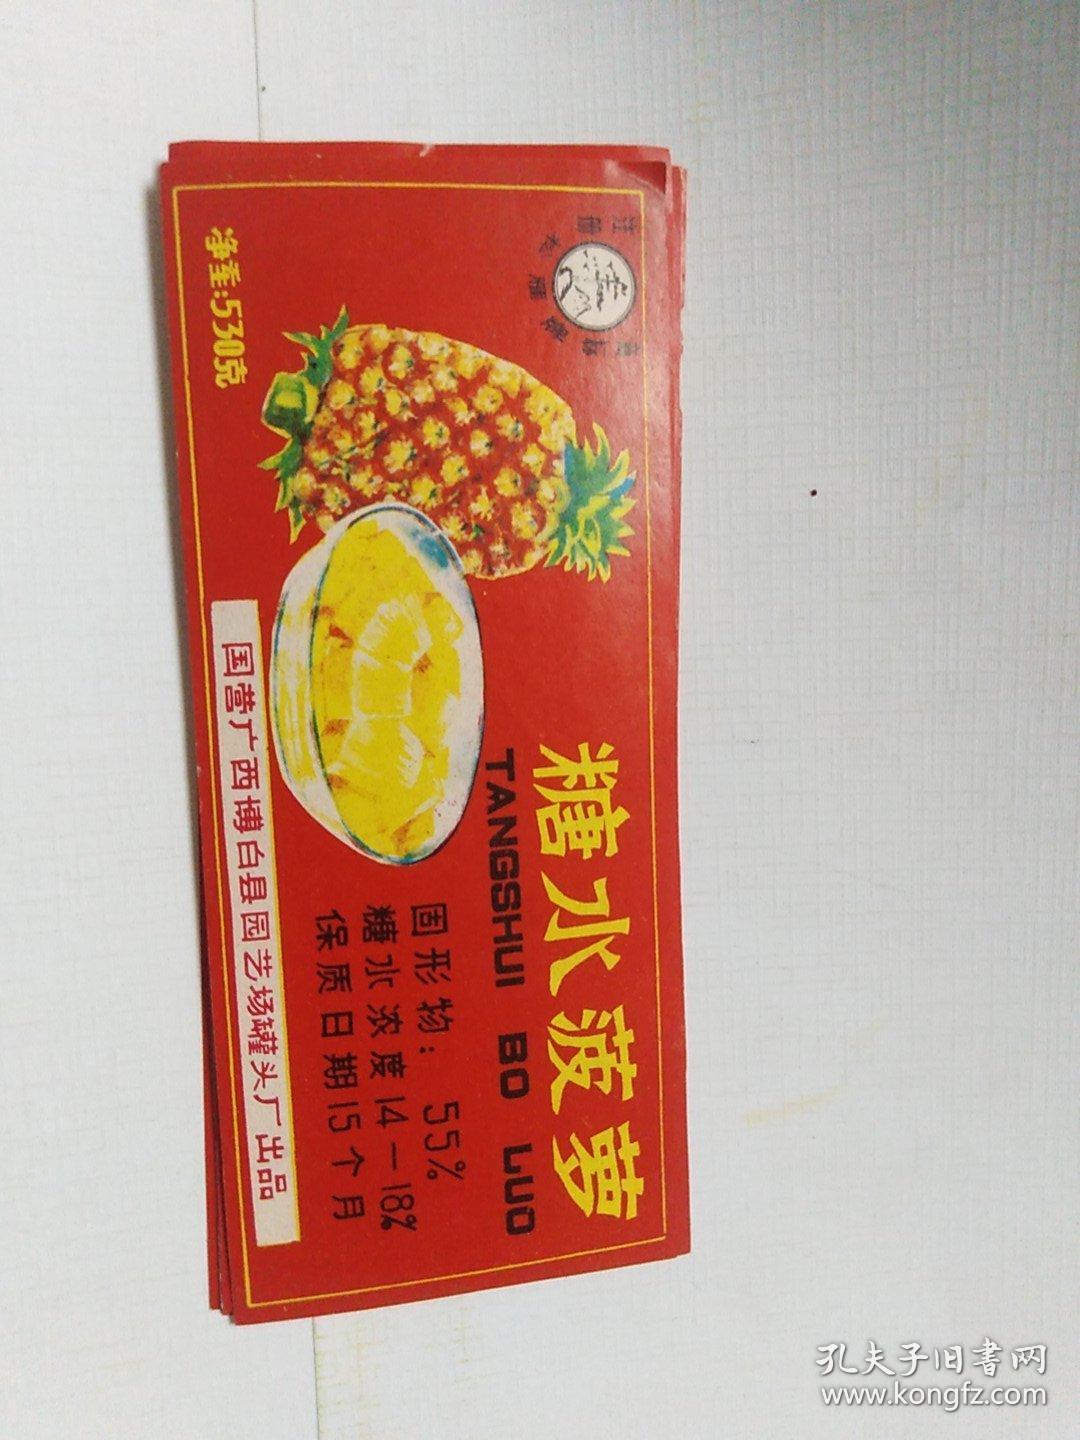 注册
商标
糖水菠萝
TANGSHUI BO LUO
固形物：55%
糖水浓度14—18%
保质日期15个月
净重:530克
国营广西博白县园艺场罐头厂出品
孔夫子旧书网
www.kongfz.com